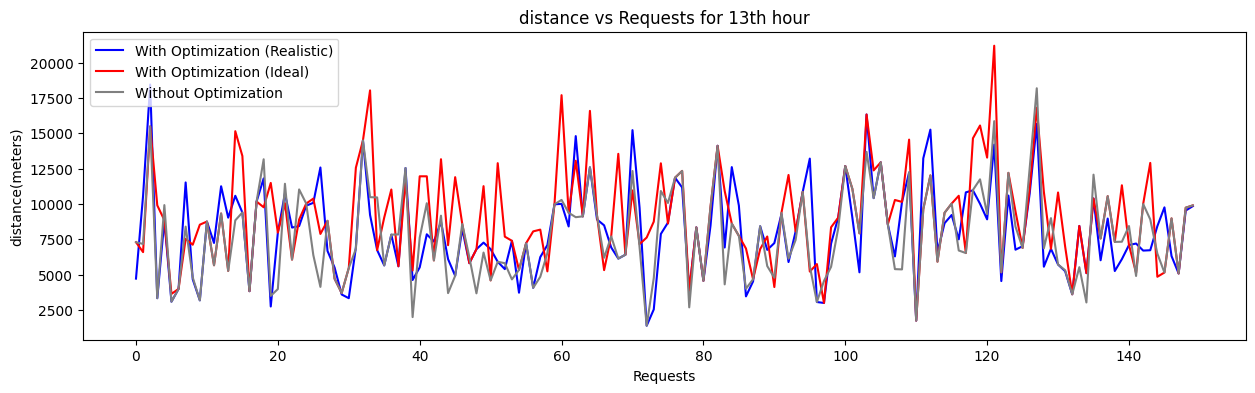 distance vs Requests for 13th hour
With Optimization (Realistic)
With Optimization (Ideal)
Without Optimization
distance(meters)
20000
17500
15000
12500
10000
7500
5000
2500
0 20 40 60 80 100 120 140
Requests